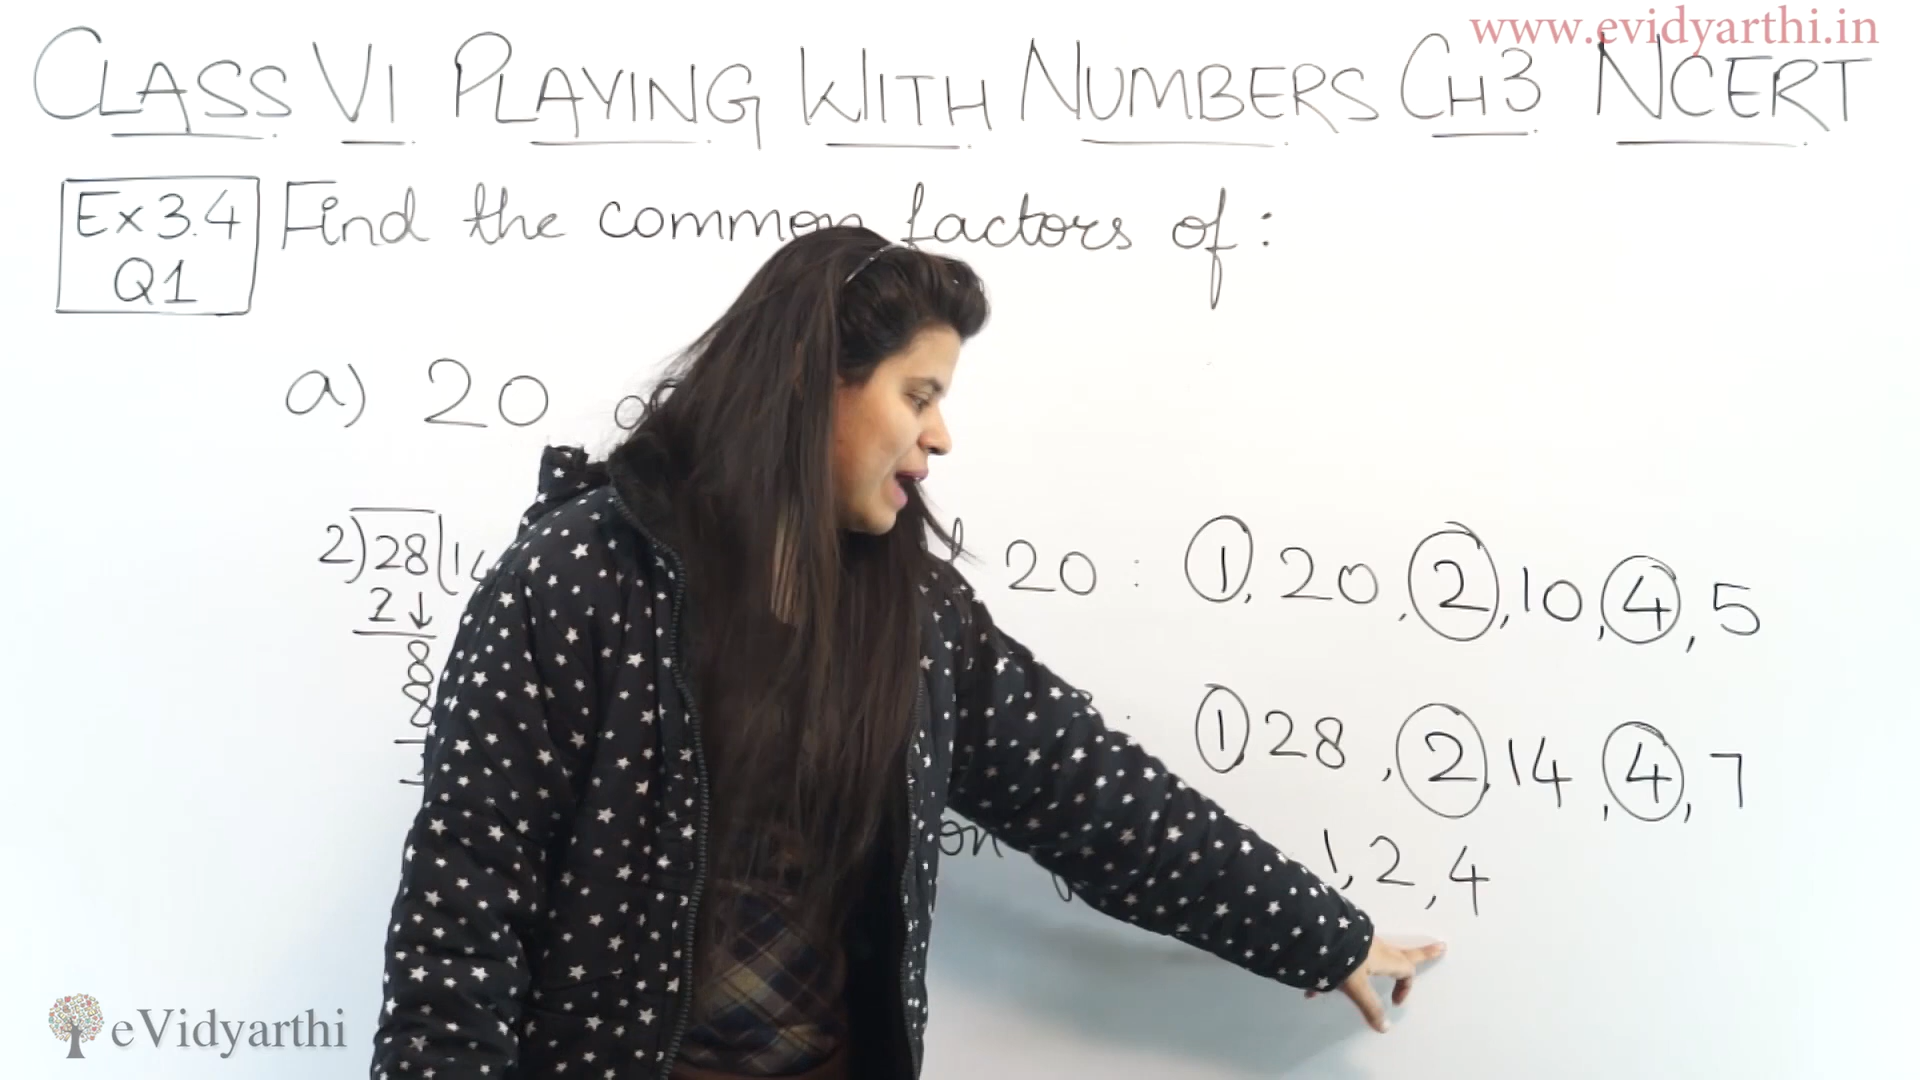 www.evidyarthi.in
CLASS VI PLAYING WITH NUMBERS CH3 NCERT
Ex 3.4
Q1
Find the common factors of :
a) 20
20 : 1, 20, 2, 10, 4, 5
2)28(14
2↓
8
8
: 1 28, 2, 14, 4, 7
1, 2, 4
eVidyarthi